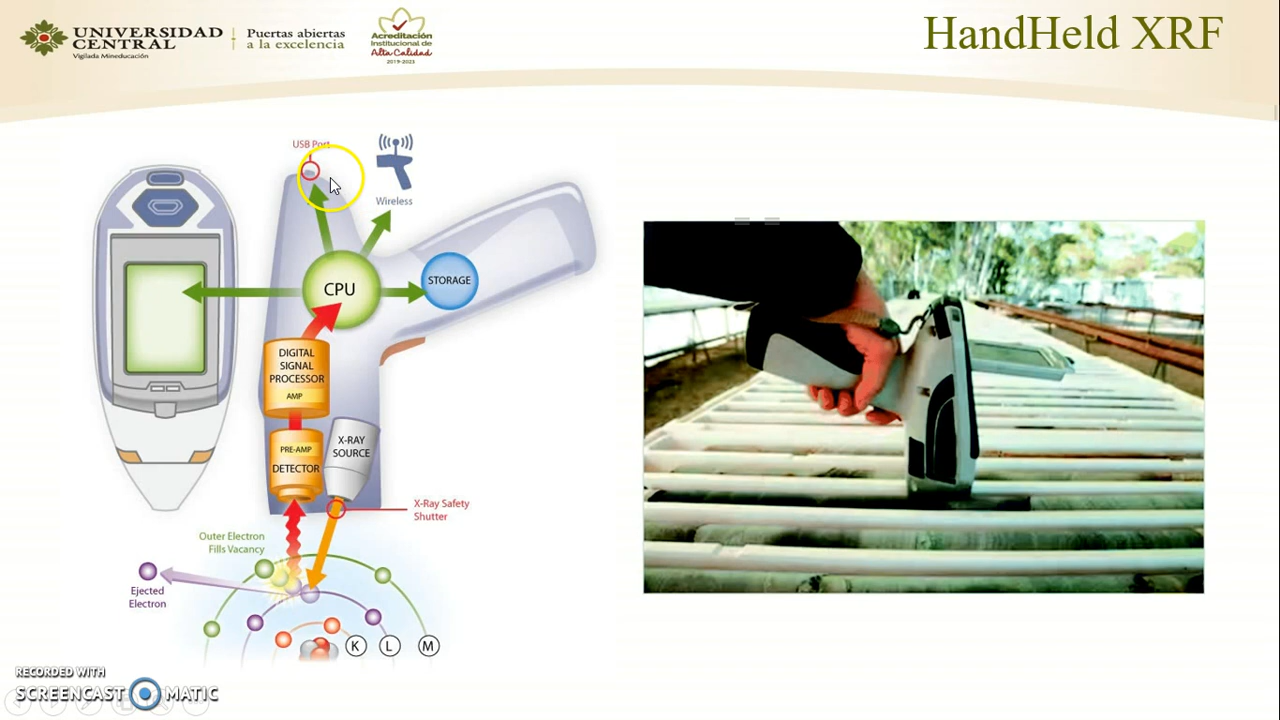 UNIVERSIDAD
CENTRAL
Vigilada Mineducación
Puertas abiertas
a la excelencia
Acreditación
Institucional de
Alta Calidad
2019-2023
HandHeld XRF
USB Port
Wireless
CPU
STORAGE
DIGITAL
SIGNAL
PROCESSOR
AMP
PRE-AMP
DETECTOR
X-RAY
SOURCE
X-Ray Safety
Shutter
Outer Electron
Fills Vacancy
Ejected
Electron
K L M
RECORDED WITH
SCREENCAST MATIC